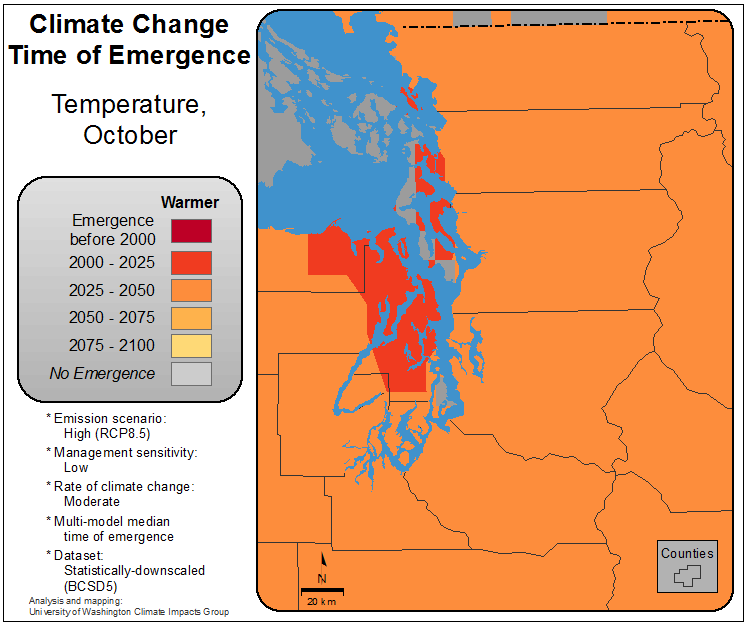 Climate Change
Time of Emergence
Temperature,
October
Warmer
Emergence
before 2000
2000 - 2025
2025 - 2050
2050 - 2075
2075 - 2100
No Emergence
* Emission scenario:
High (RCP8.5)
* Management sensitivity:
Low
* Rate of climate change:
Moderate
* Multi-model median
time of emergence
* Dataset:
Statistically-downscaled
(BCSD5)
Analysis and mapping:
University of Washington Climate Impacts Group
N
20 km
Counties